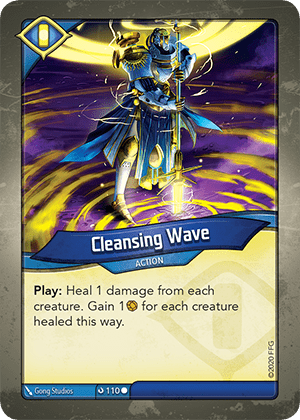 Cleansing Wave
ACTION
Play: Heal 1 damage from each
creature. Gain 1 for each creature
healed this way.
Gong Studios
110
©2020 FFG